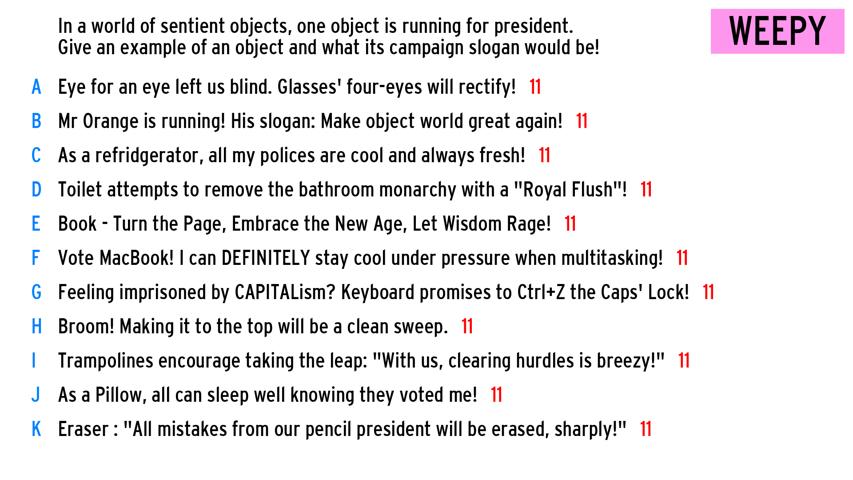 In a world of sentient objects, one object is running for president.
Give an example of an object and what its campaign slogan would be!
WEEPY
A Eye for an eye left us blind. Glasses' four-eyes will rectify! 11
B Mr Orange is running! His slogan: Make object world great again! 11
C As a refridgerator, all my polices are cool and always fresh! 11
D Toilet attempts to remove the bathroom monarchy with a "Royal Flush"! 11
E Book - Turn the Page, Embrace the New Age, Let Wisdom Rage! 11
F Vote MacBook! I can DEFINITELY stay cool under pressure when multitasking! 11
G Feeling imprisoned by CAPITALism? Keyboard promises to Ctrl+Z the Caps' Lock! 11
H Broom! Making it to the top will be a clean sweep. 11
I Trampolines encourage taking the leap: "With us, clearing hurdles is breezy!" 11
J As a Pillow, all can sleep well knowing they voted me! 11
K Eraser : "All mistakes from our pencil president will be erased, sharply!" 11